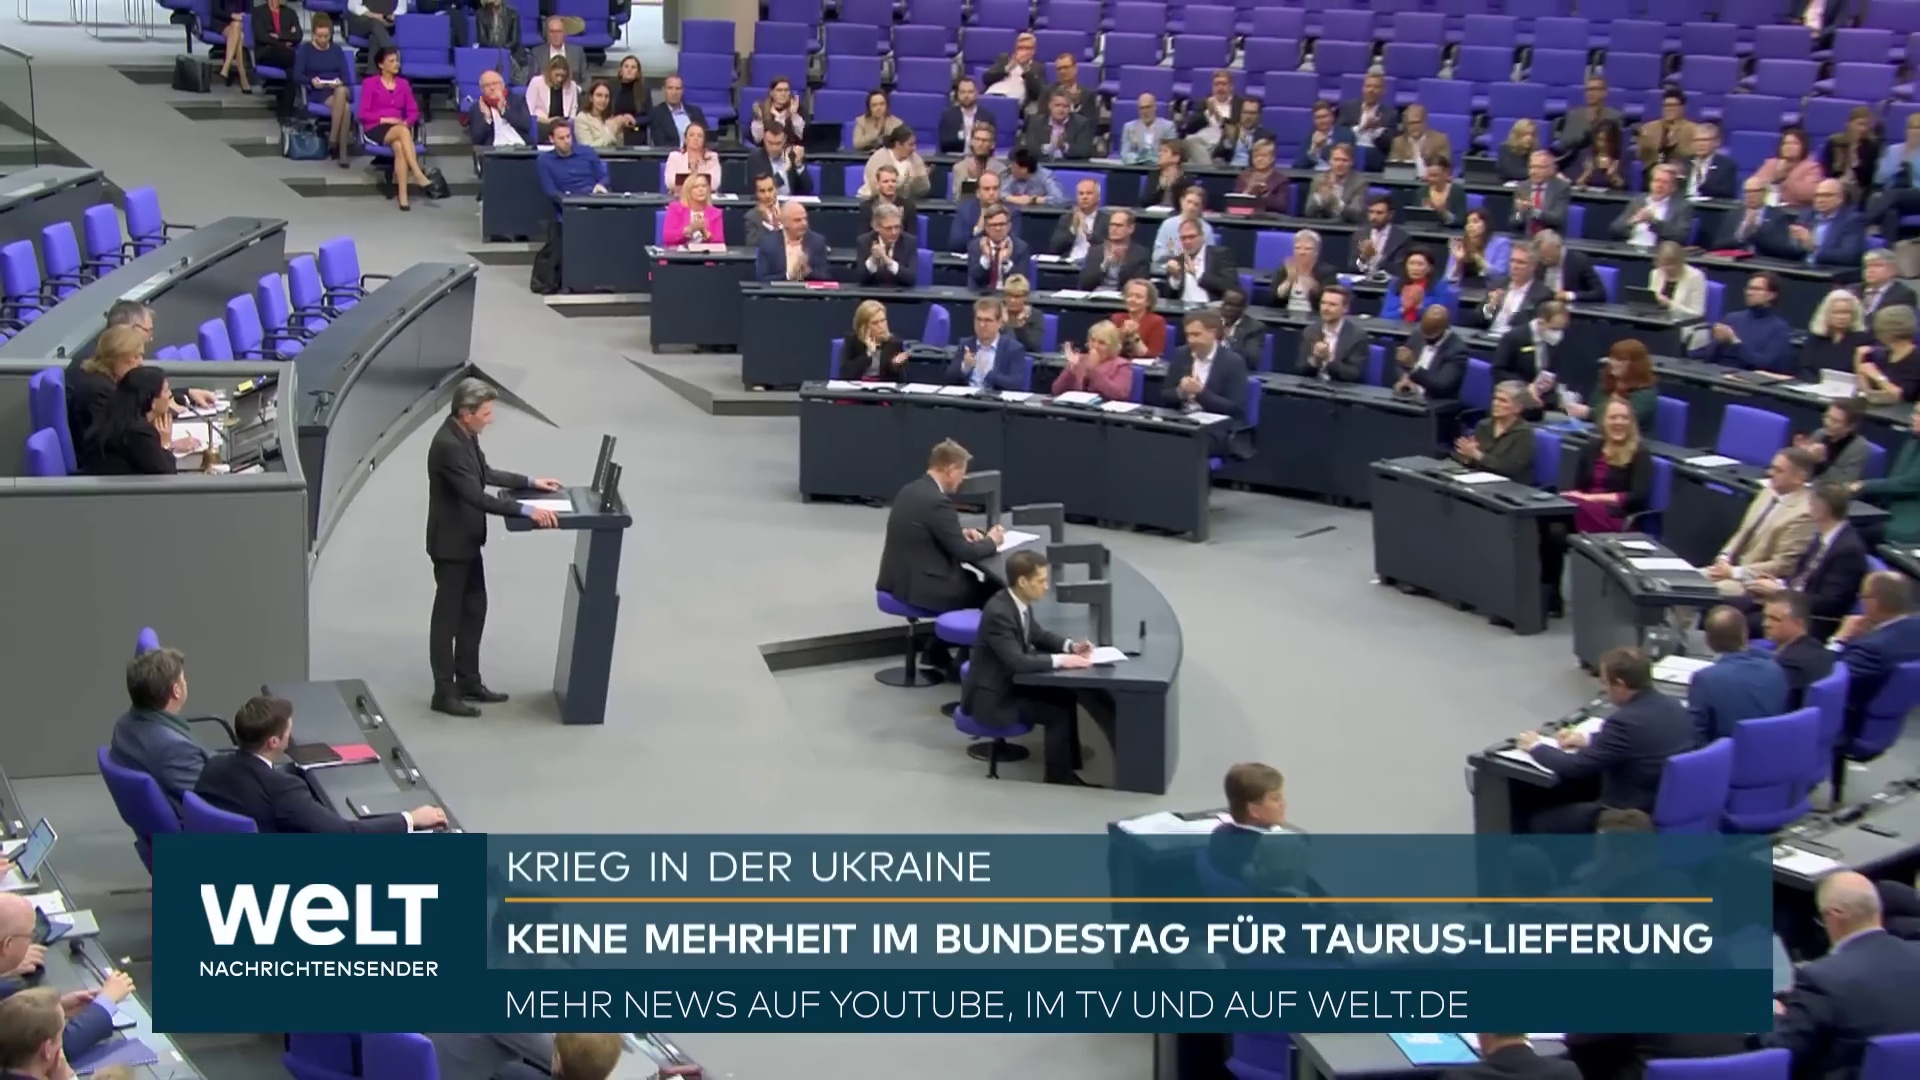 KRIEG IN DER UKRAINE
KEINE MEHRHEIT IM BUNDESTAG FÜR TAURUS-LIEFERUNG
MEHR NEWS AUF YOUTUBE, IM TV UND AUF WELT.DE
WELT
NACHRICHTENSENDER